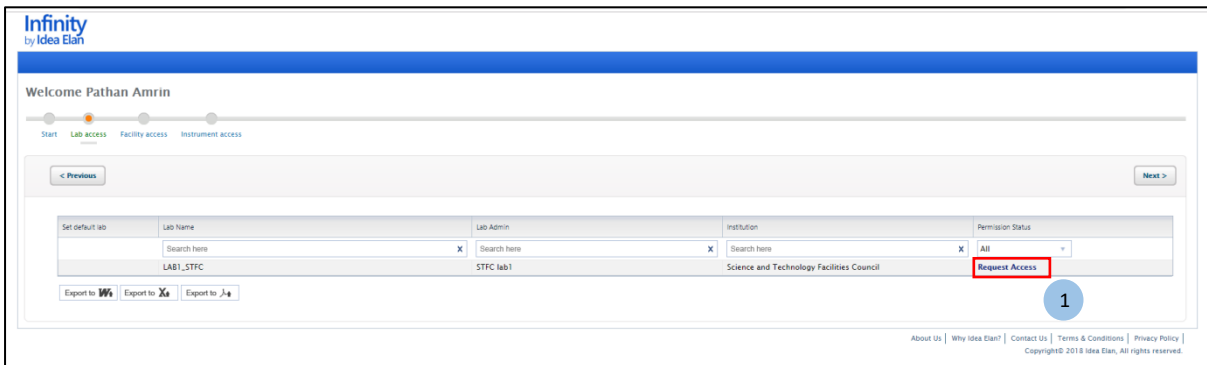 Infinity
by Idea Elan
Welcome Pathan Amrin
Start Lab access Facility access Instrument access
< Previous Next >
Set default lab Lab Name Lab Admin Institution Permission Status
Search here X Search here X Search here X All
LAB1_STFC STFC lab1 Science and Technology Facilities Council Request Access
Export to W Export to X Export to
1
About Us | Why Idea Elan? | Contact Us | Terms & Conditions | Privacy Policy |
Copyright© 2018 Idea Elan, All rights reserved.